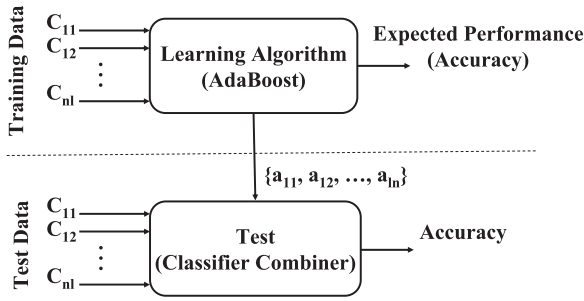 Training Data
C11
C12
⋮
Cnl
Learning Algorithm
(AdaBoost)
Expected Performance
(Accuracy)
{a11, a12, ..., aln}
Test Data
C11
C12
⋮
Cnl
Test
(Classifier Combiner)
Accuracy